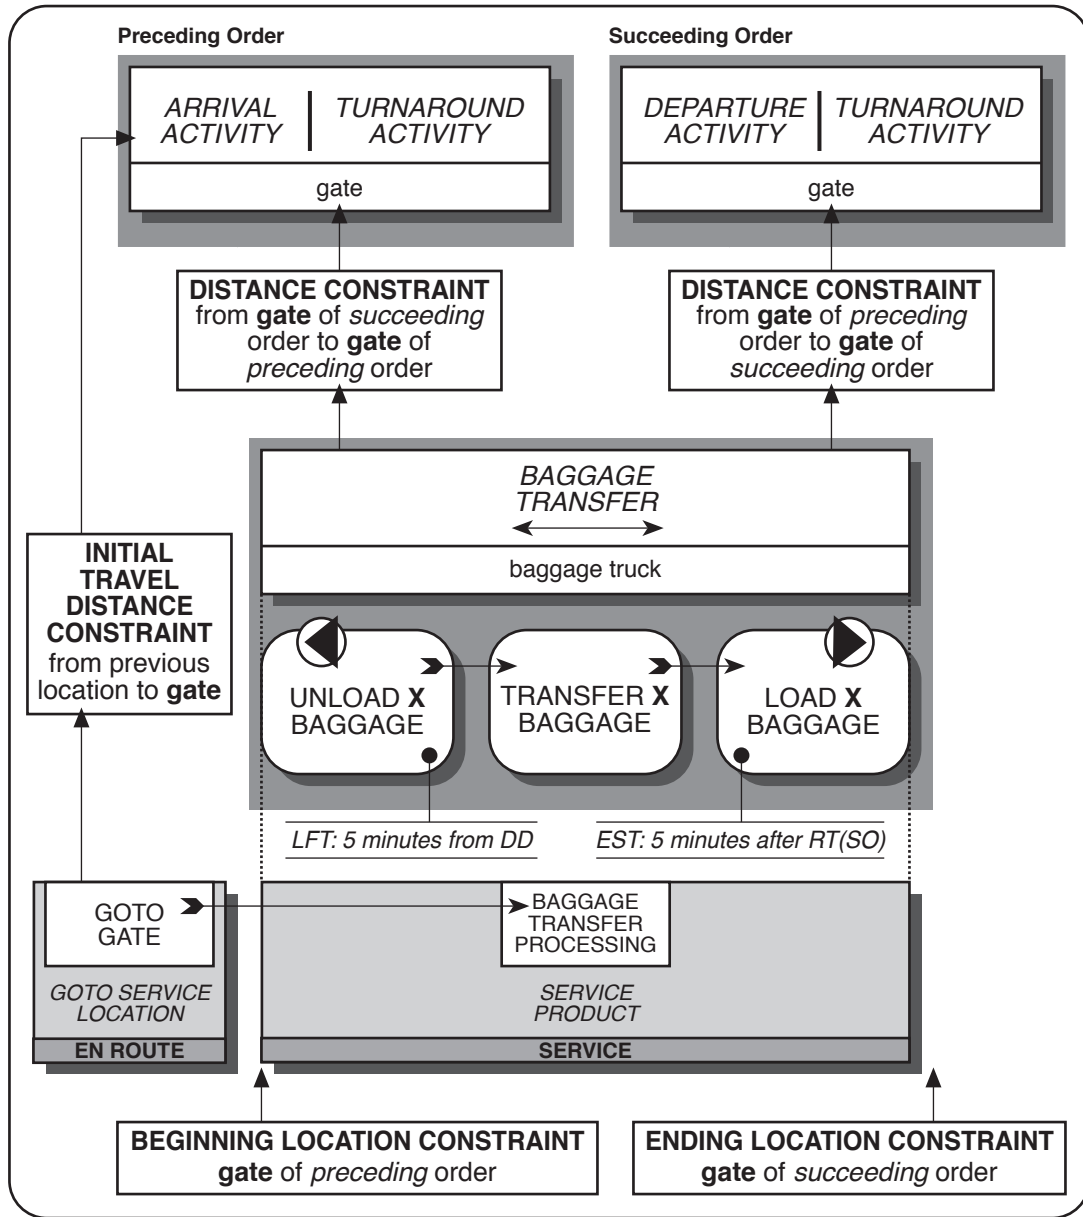 Preceding Order
Succeeding Order
ARRIVAL
ACTIVITY
TURNAROUND
ACTIVITY
gate
DEPARTURE
ACTIVITY
TURNAROUND
ACTIVITY
gate
DISTANCE CONSTRAINT
from gate of succeeding
order to gate of
preceding order
DISTANCE CONSTRAINT
from gate of preceding
order to gate of
succeeding order
BAGGAGE
TRANSFER
baggage truck
INITIAL
TRAVEL
DISTANCE
CONSTRAINT
from previous
location to gate
UNLOAD X
BAGGAGE
TRANSFER X
BAGGAGE
LOAD X
BAGGAGE
LFT: 5 minutes from DD
EST: 5 minutes after RT(SO)
GOTO
GATE
BAGGAGE
TRANSFER
PROCESSING
GOTO SERVICE
LOCATION
SERVICE
PRODUCT
EN ROUTE
SERVICE
BEGINNING LOCATION CONSTRAINT
gate of preceding order
ENDING LOCATION CONSTRAINT
gate of succeeding order